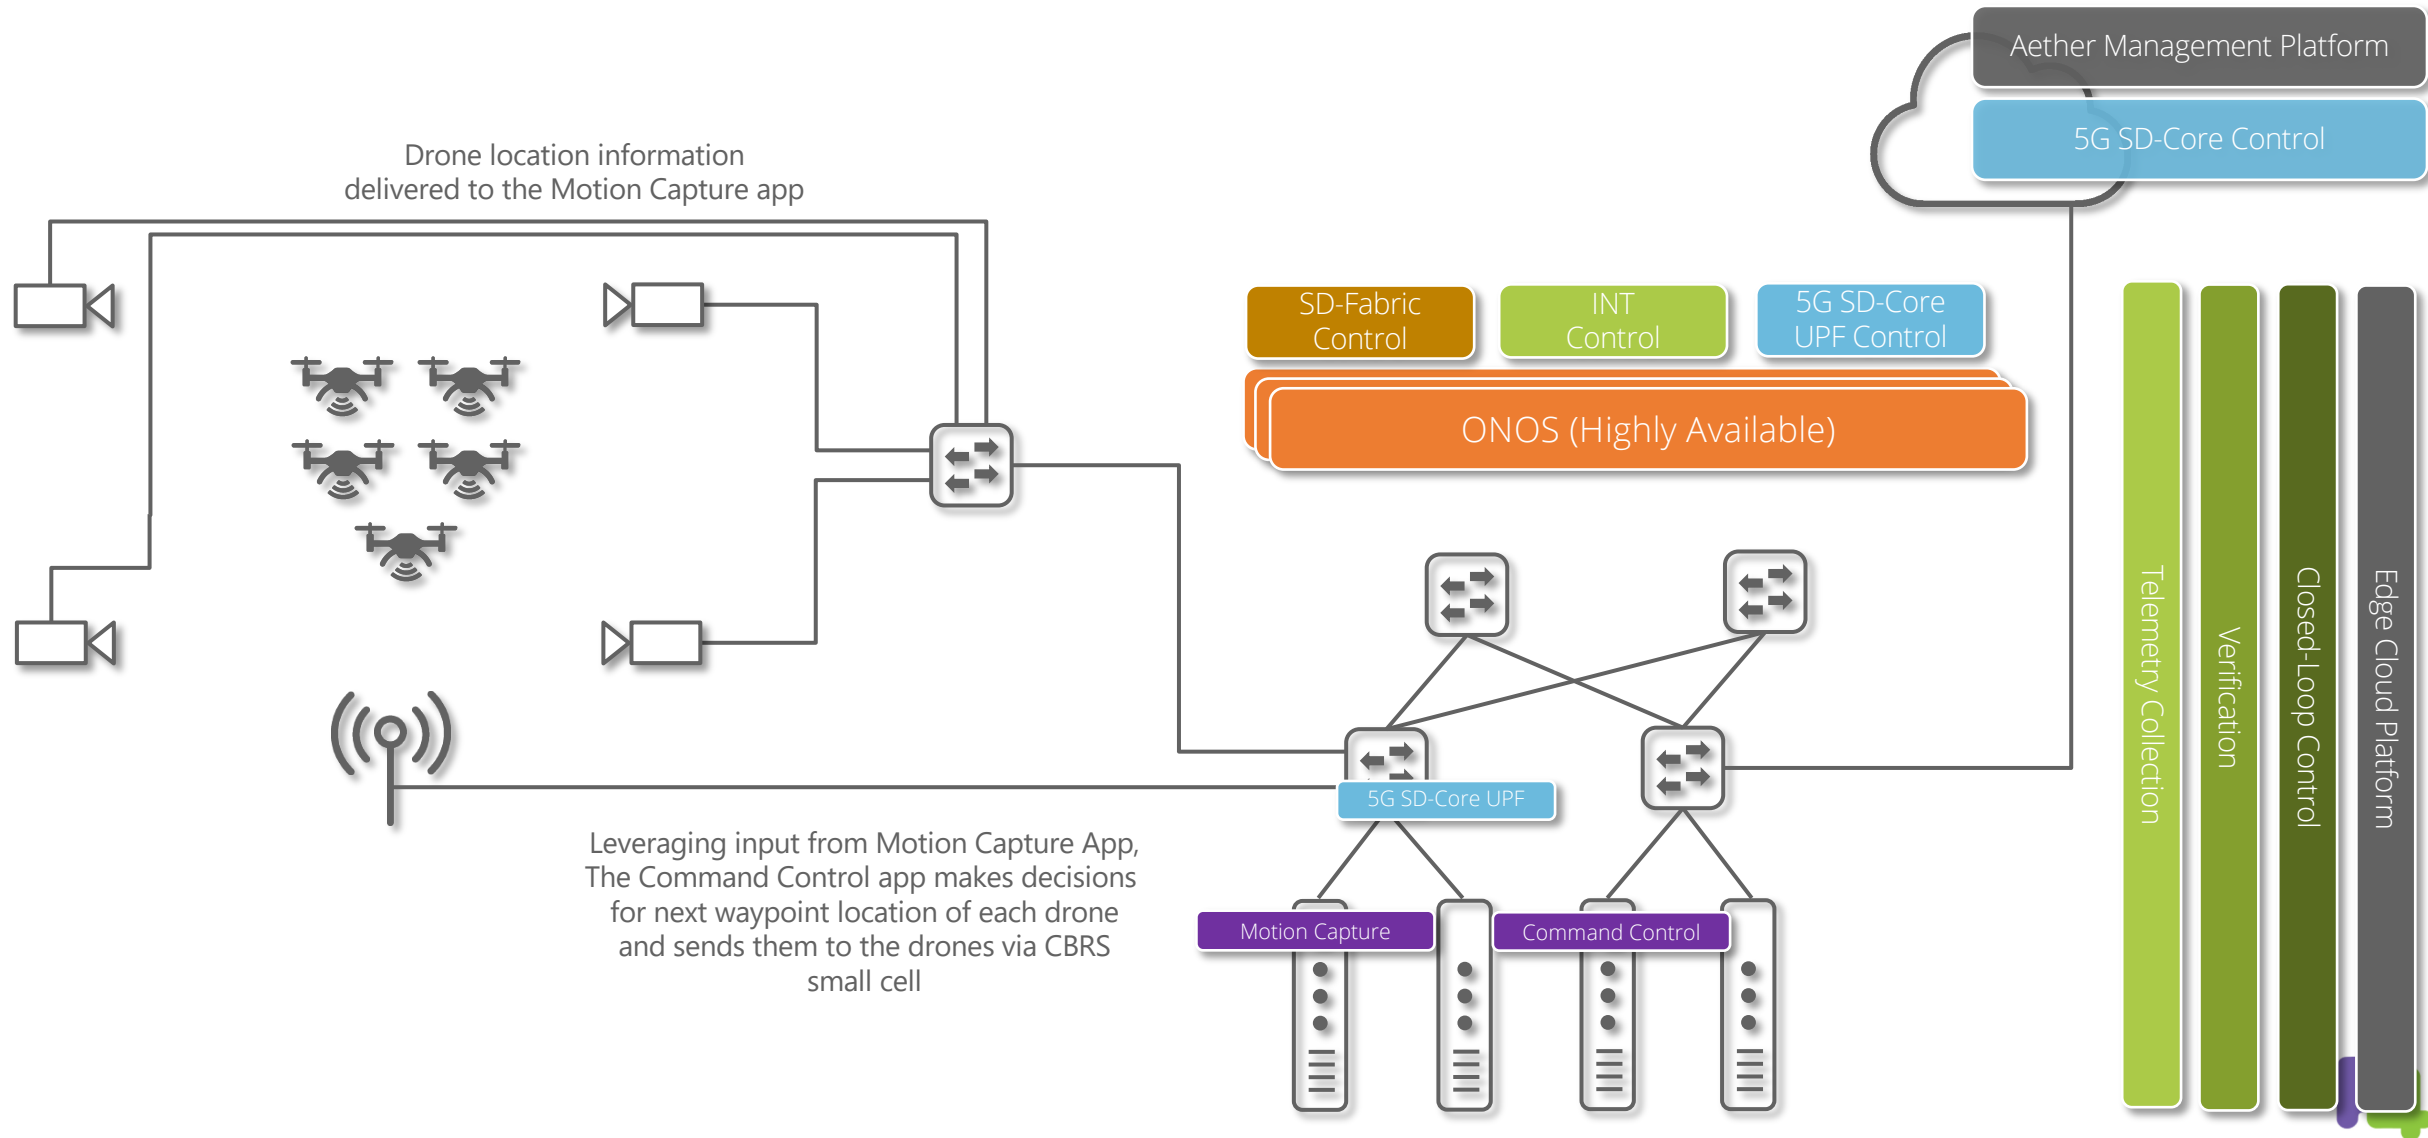 Aether Management Platform
5G SD-Core Control
Drone location information
delivered to the Motion Capture app
SD-Fabric
Control
INT
Control
5G SD-Core
UPF Control
ONOS (Highly Available)
Telemetry Collection
Verification
Closed-Loop Control
Edge Cloud Platform
5G SD-Core UPF
Leveraging input from Motion Capture App,
The Command Control app makes decisions
for next waypoint location of each drone
and sends them to the drones via CBRS
small cell
Motion Capture
Command Control